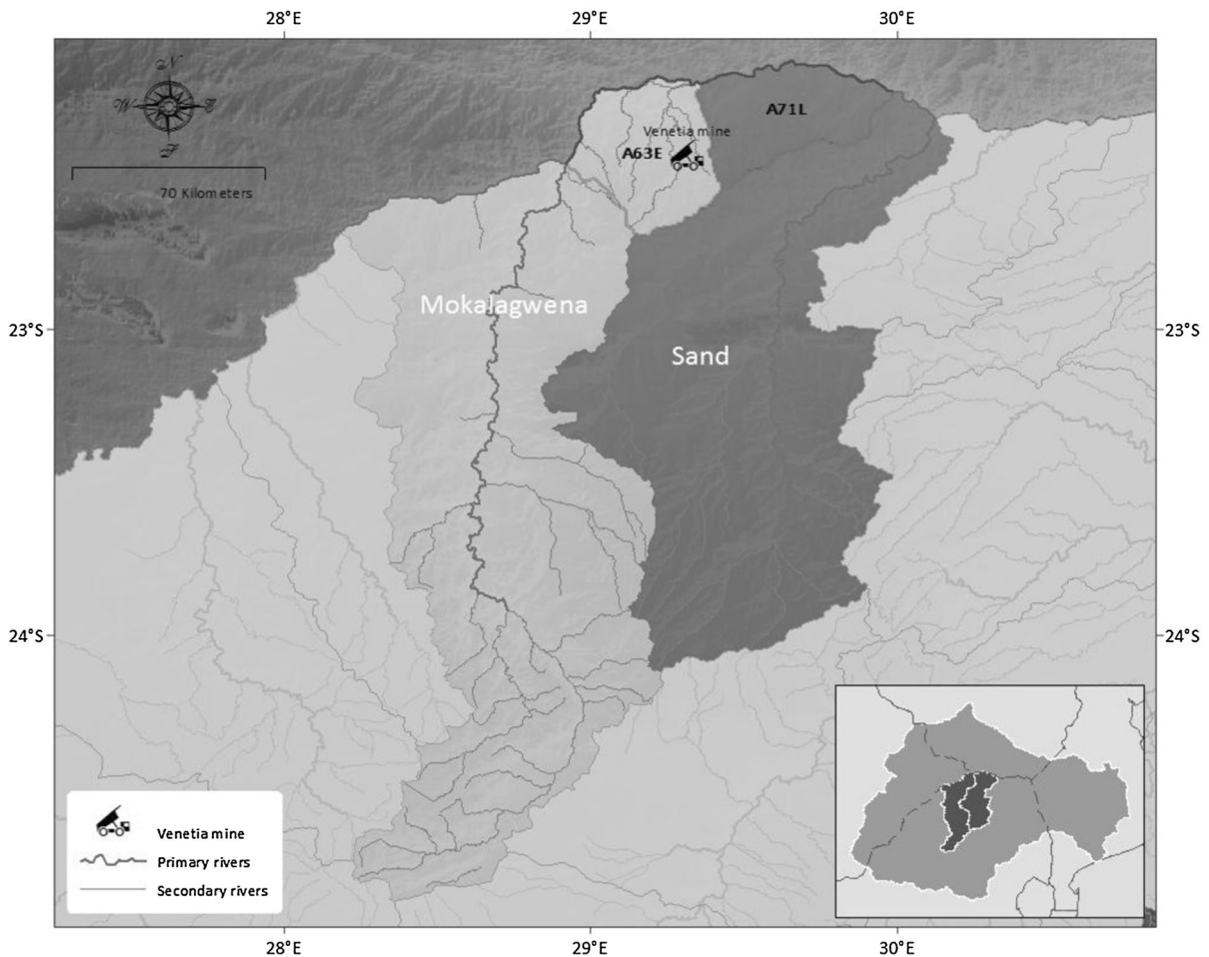 28°E 29°E 30°E
N
W E
70 Kilometers
A71L
Venetia mine
A63E
Mokalagwena
23°S 23°S
Sand
24°S 24°S
Venetia mine
Primary rivers
Secondary rivers
28°E 29°E 30°E